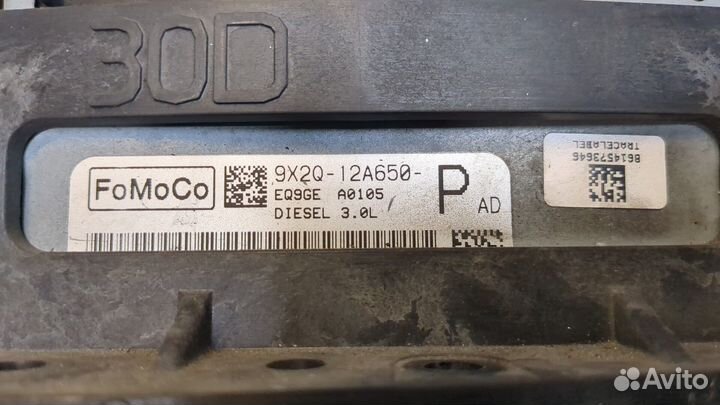 30D
FoMoCo
9X2Q-12A650-
EQ9GE A0105
DIESEL 3.0L
P
AD
B614573646
TRACELABEL
Avito